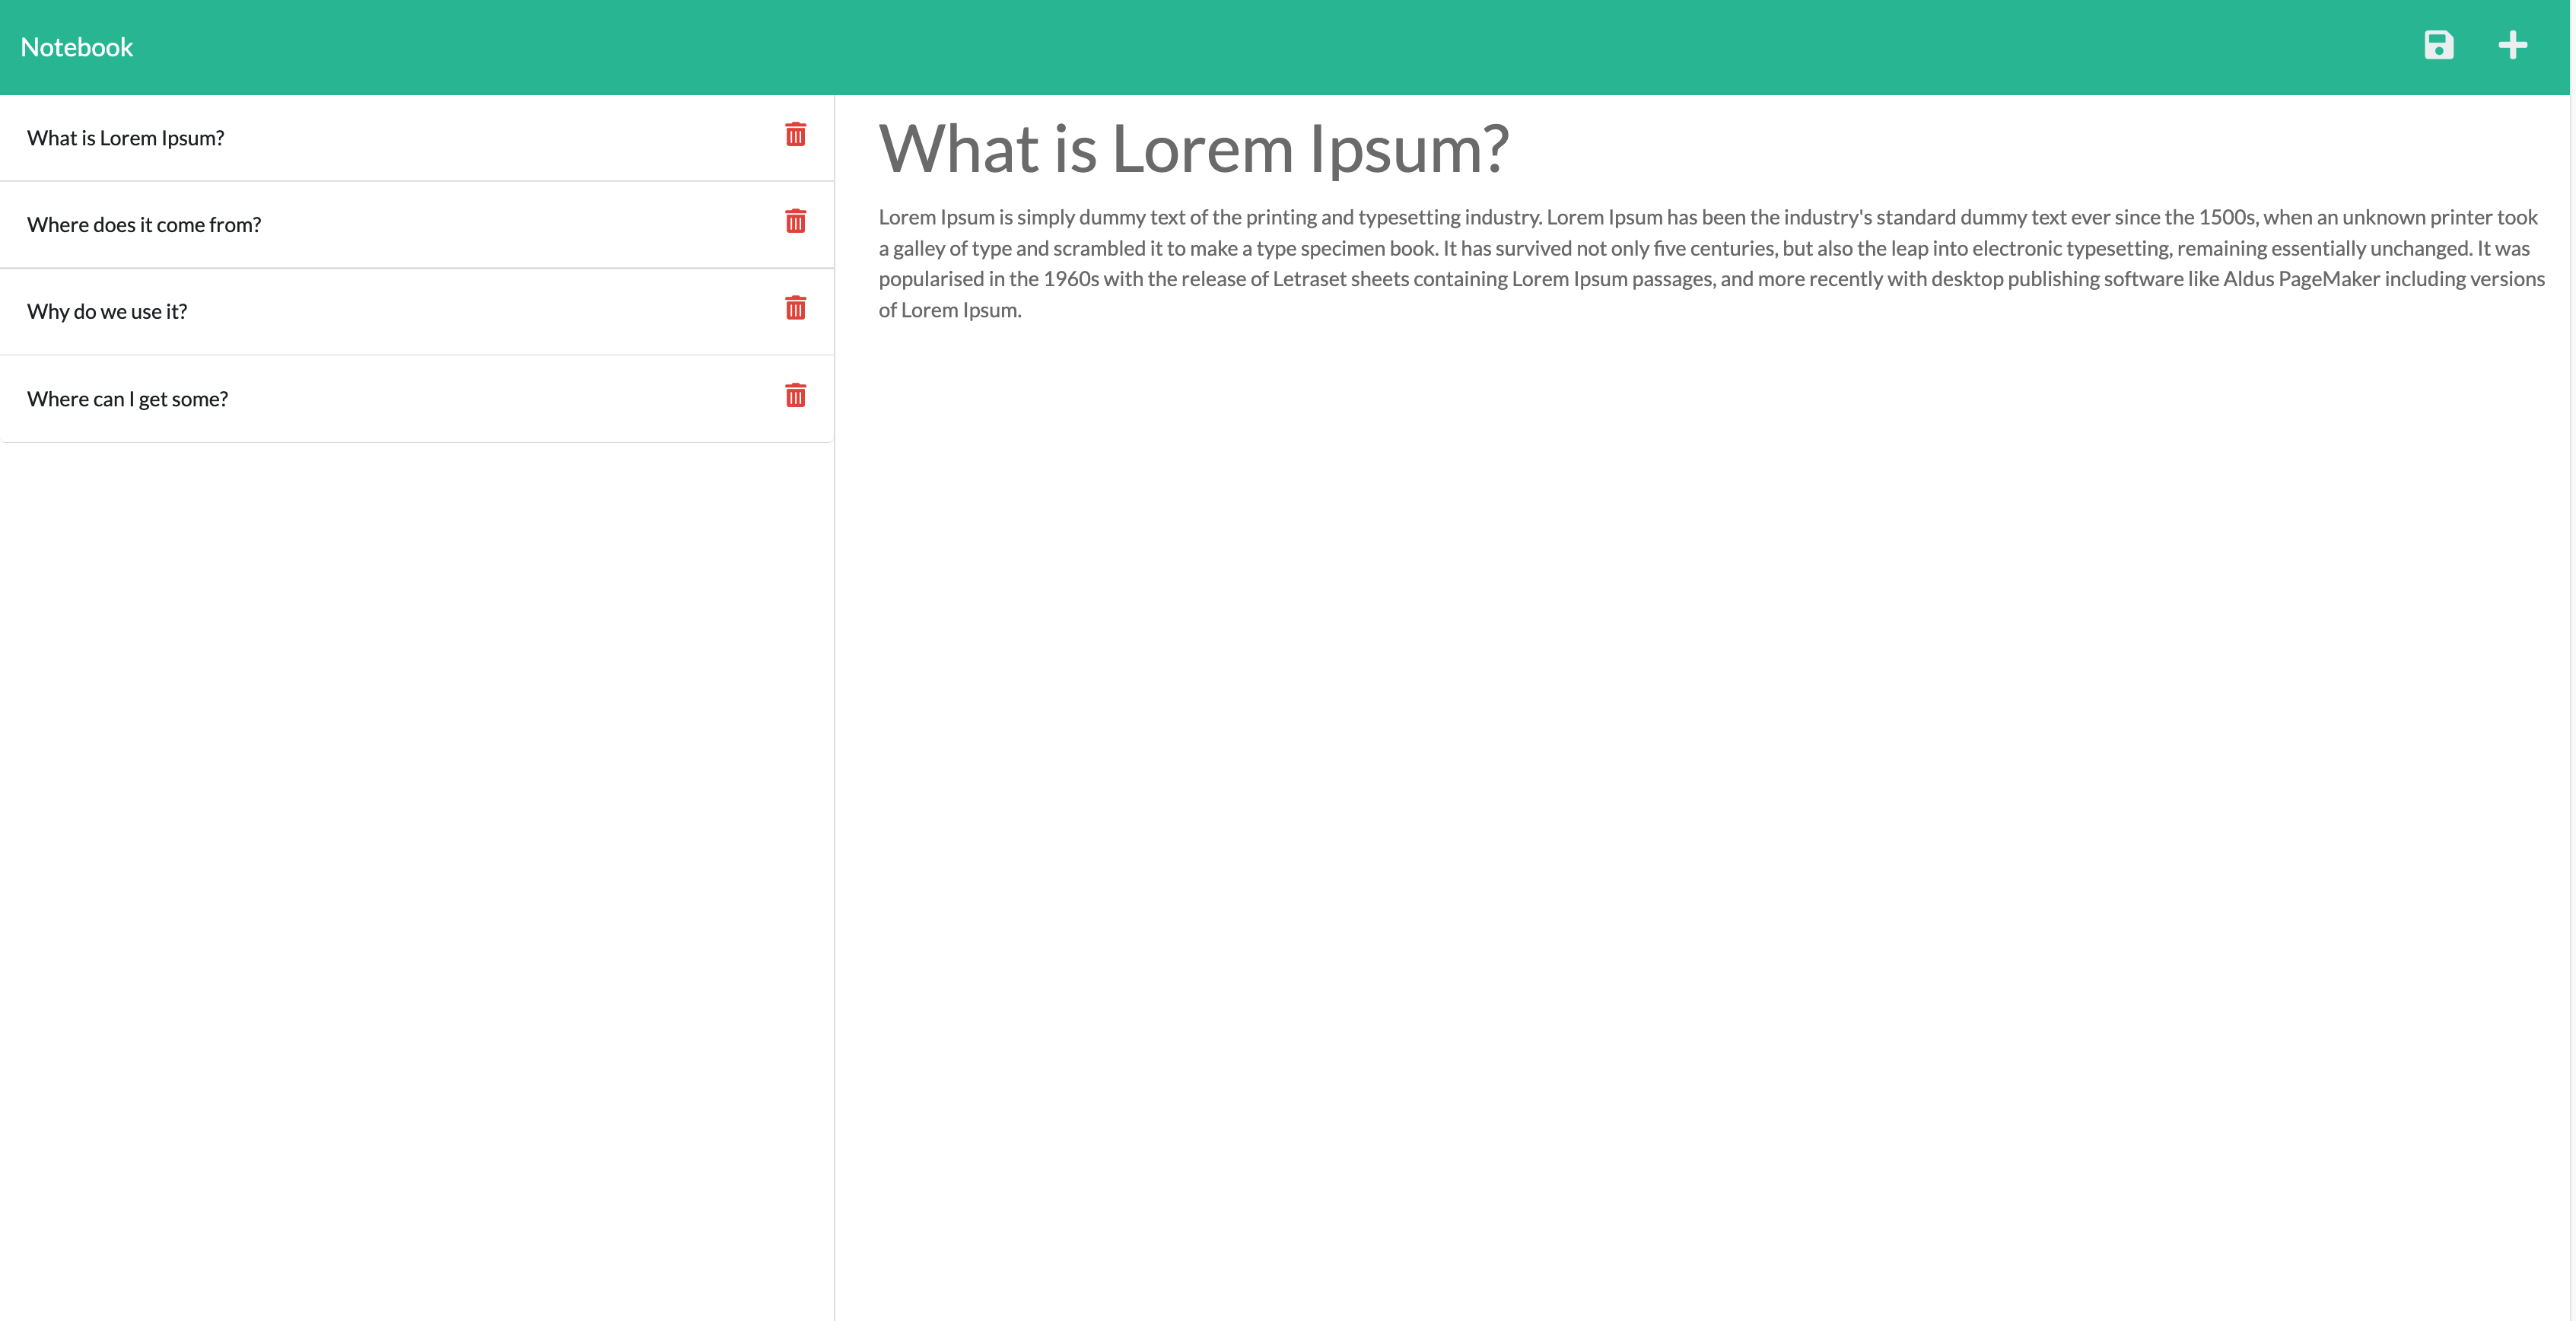 Notebook
What is Lorem Ipsum?
Where does it come from?
Why do we use it?
Where can I get some?
What is Lorem Ipsum?
Lorem Ipsum is simply dummy text of the printing and typesetting industry. Lorem Ipsum has been the industry's standard dummy text ever since the 1500s, when an unknown printer took
a galley of type and scrambled it to make a type specimen book. It has survived not only five centuries, but also the leap into electronic typesetting, remaining essentially unchanged. It was
popularised in the 1960s with the release of Letraset sheets containing Lorem Ipsum passages, and more recently with desktop publishing software like Aldus PageMaker including versions
of Lorem Ipsum.